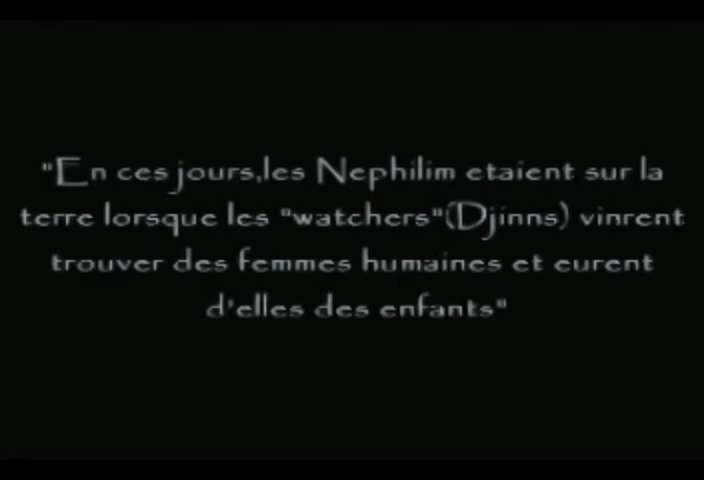 "En ces jours,les Nephilim etaient sur la
terre lorsque les "watchers"(Djinns) vinrent
trouver des femmes humaines et eurent
d'elles des enfants"